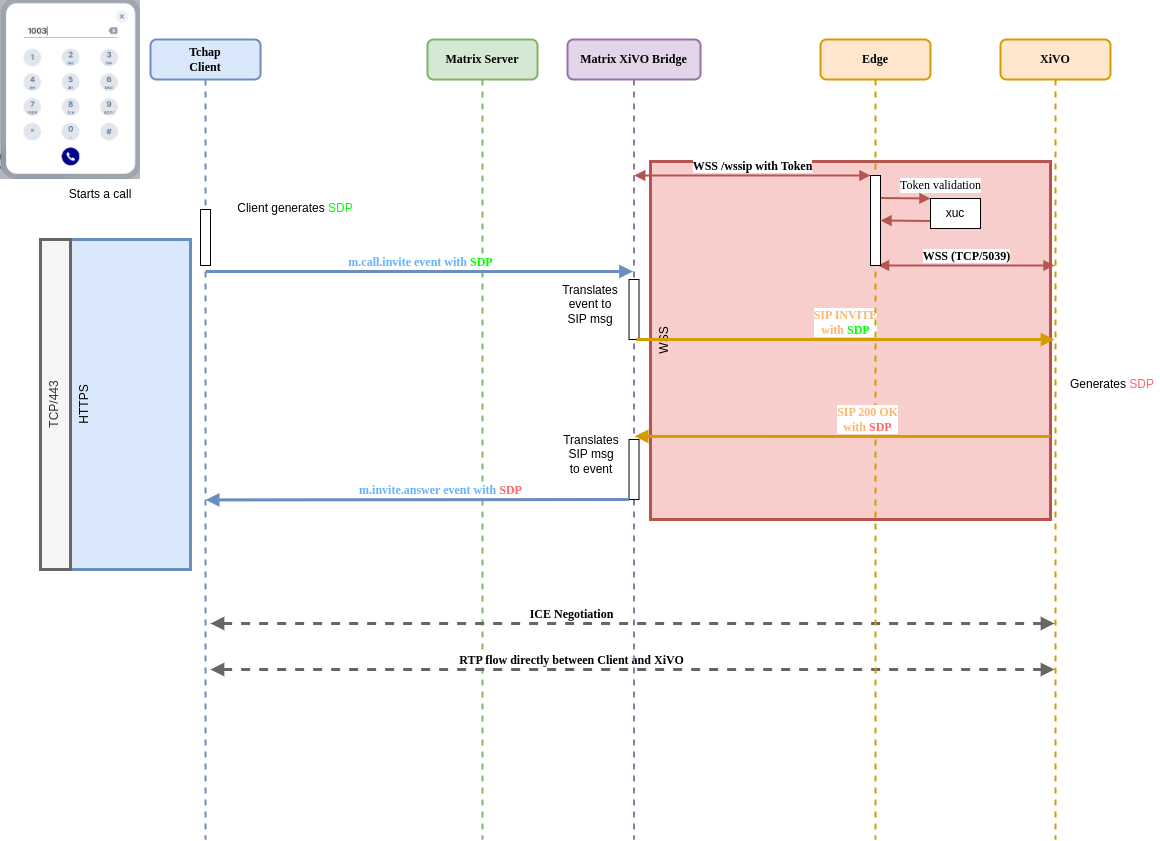 1003
1
2
3
4
5
6
7
8
9
*
0
#
Starts a call
Tchap
Client
Matrix Server
Matrix XiVO Bridge
Edge
XiVO
WSS /wssip with Token
Token validation
xuc
Client generates SDP
WSS (TCP/5039)
m.call.invite event with SDP
Translates
event to
SIP msg
SIP INVITE
with SDP
WSS
TCP/443
HTTPS
Generates SDP
SIP 200 OK
with SDP
Translates
SIP msg
to event
m.invite.answer event with SDP
ICE Negotiation
RTP flow directly between Client and XiVO